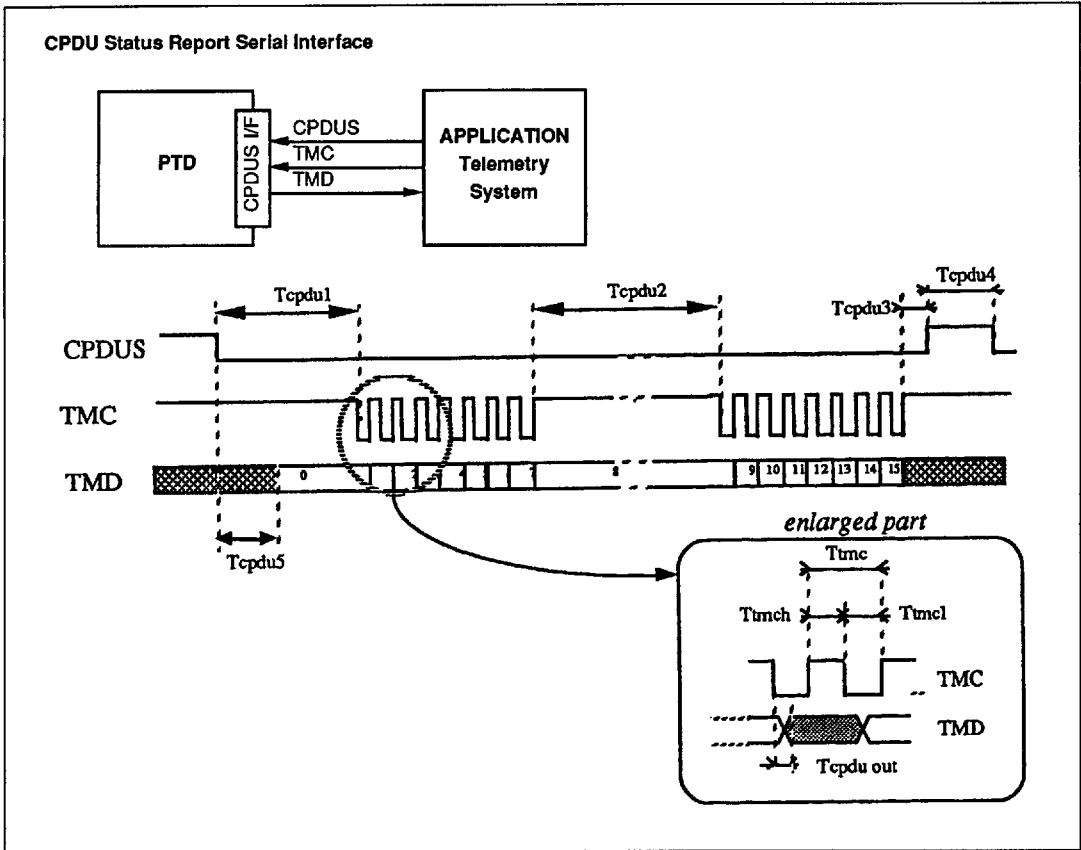 CPDU Status Report Serial Interface
PTD
CPDUS I/F
CPDUS
TMC
TMD
APPLICATION
Telemetry
System
Tcpdu1
Tcpdu2
Tcpdu3
Tcpdu4
CPDUS
TMC
TMD
0
7
8
9 10 11 12 13 14 15
Tcpdu5
enlarged part
Ttmc
Ttmch
Ttmcl
TMC
TMD
Tcpdu out